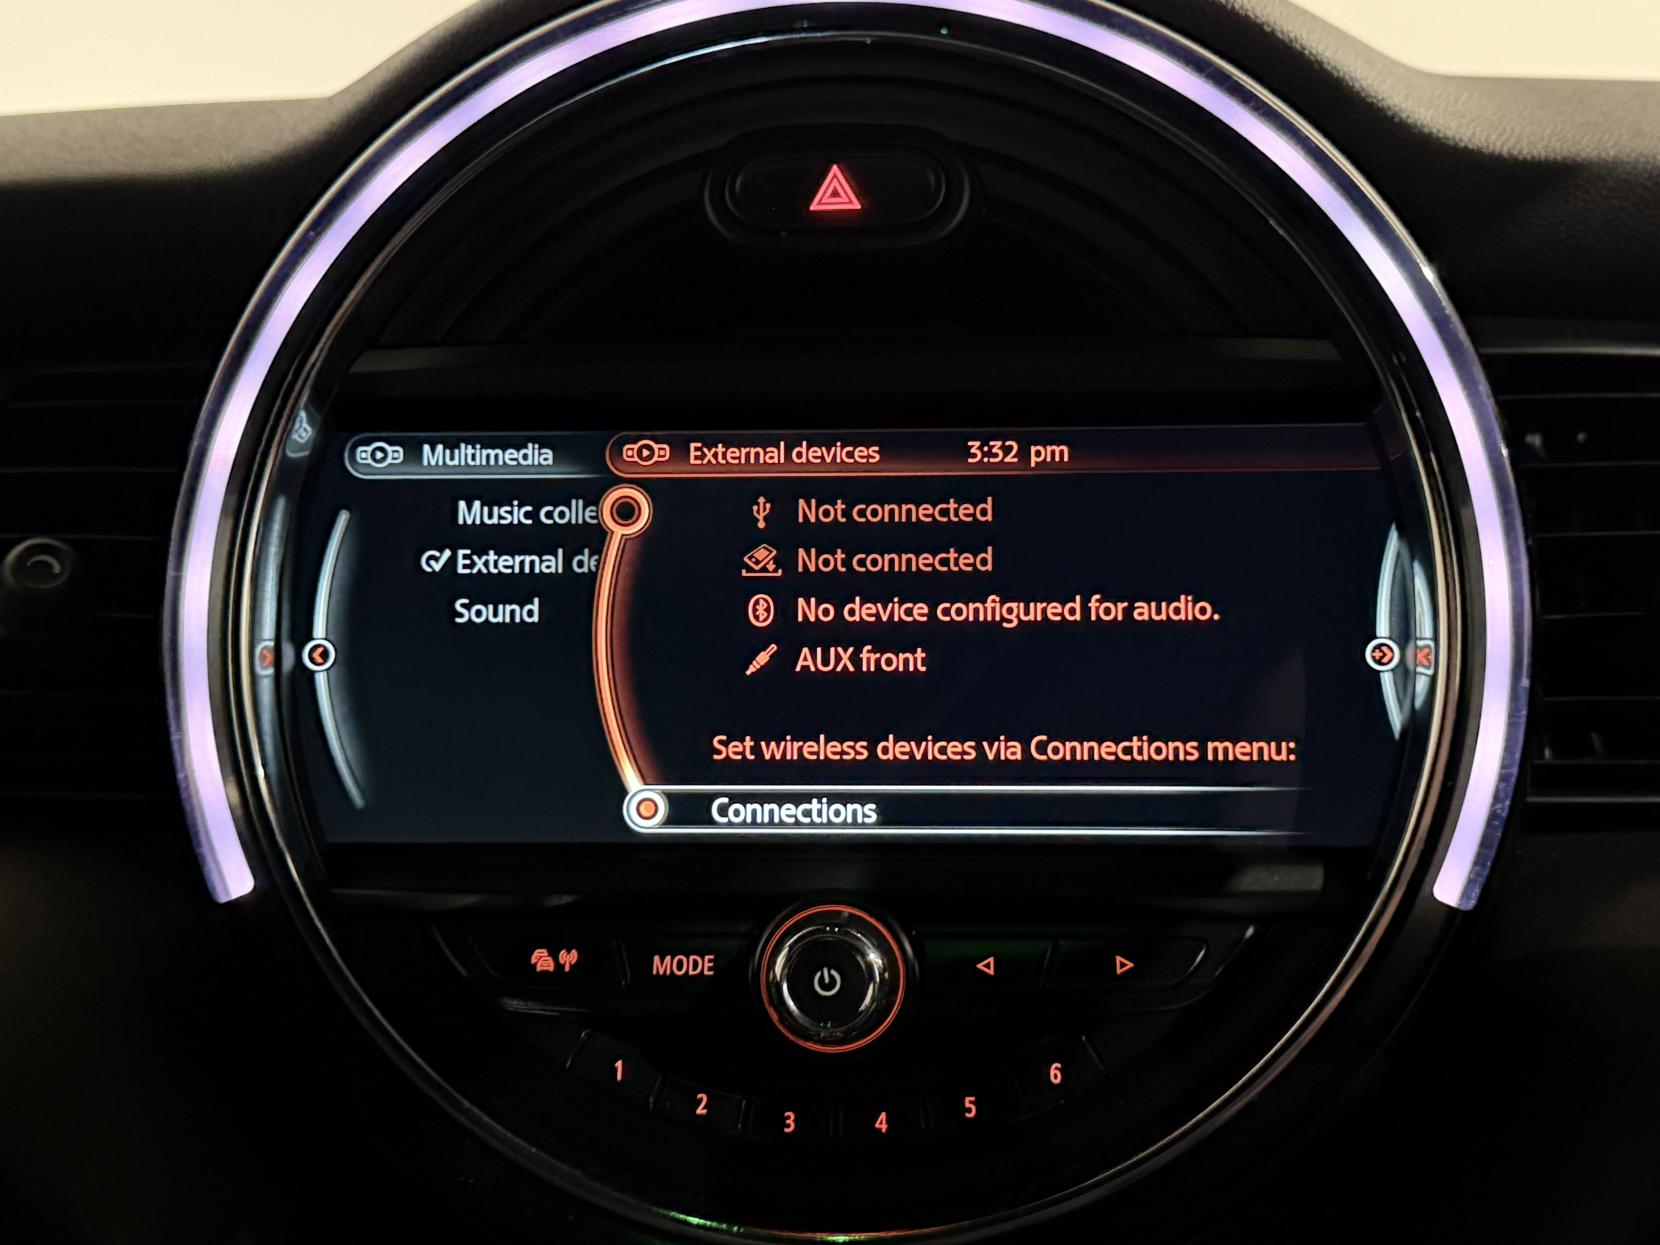 Multimedia
External devices 3:32 pm
Music colle
External de
Sound
Not connected
Not connected
No device configured for audio.
AUX front
Set wireless devices via Connections menu:
Connections
MODE
1
2
3
4
5
6